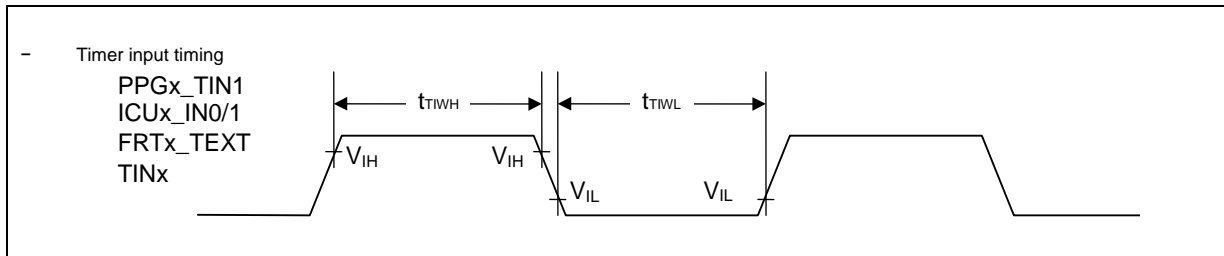 – Timer input timing
PPGx_TIN1
ICUx_IN0/1
FRTx_TEXT
TINx
tTIWH
tTIWL
VIH
VIH
VIL
VIL